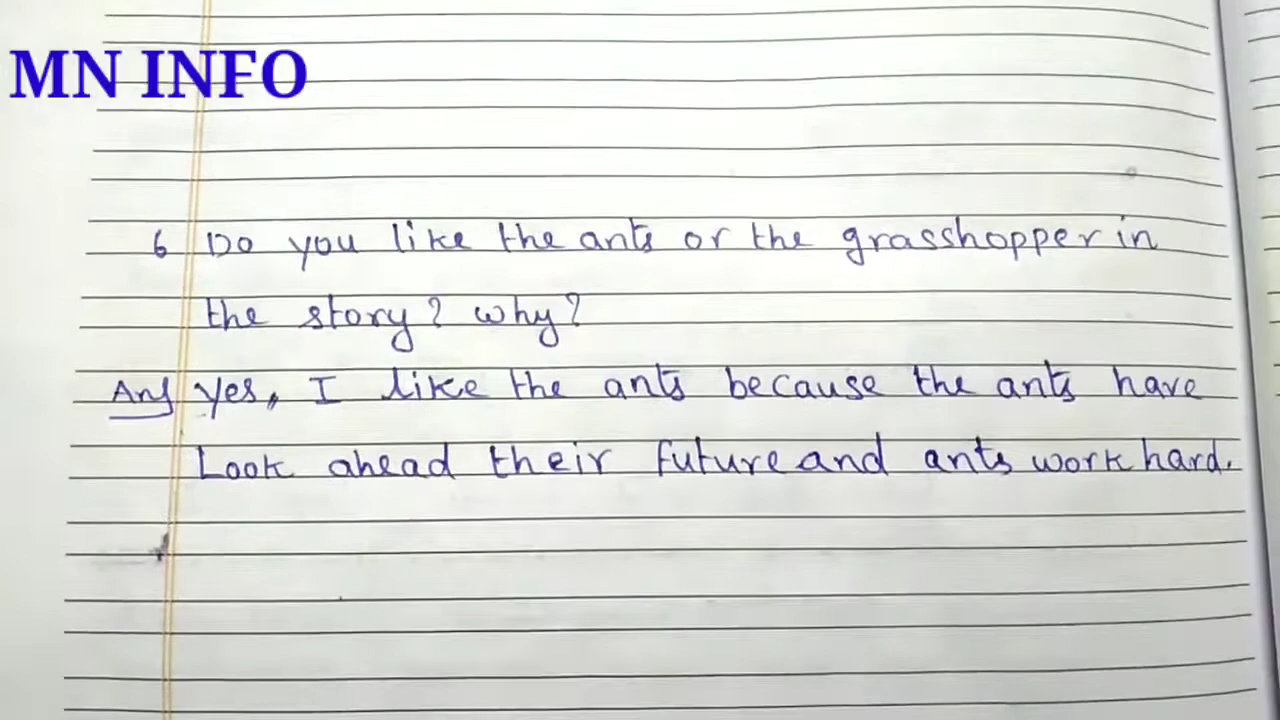 MN INFO
6 Do you like the ants or the grasshopper in
the story? why?
Ans yes, I like the ants because the ants have
Look ahead their future and ants work hard.